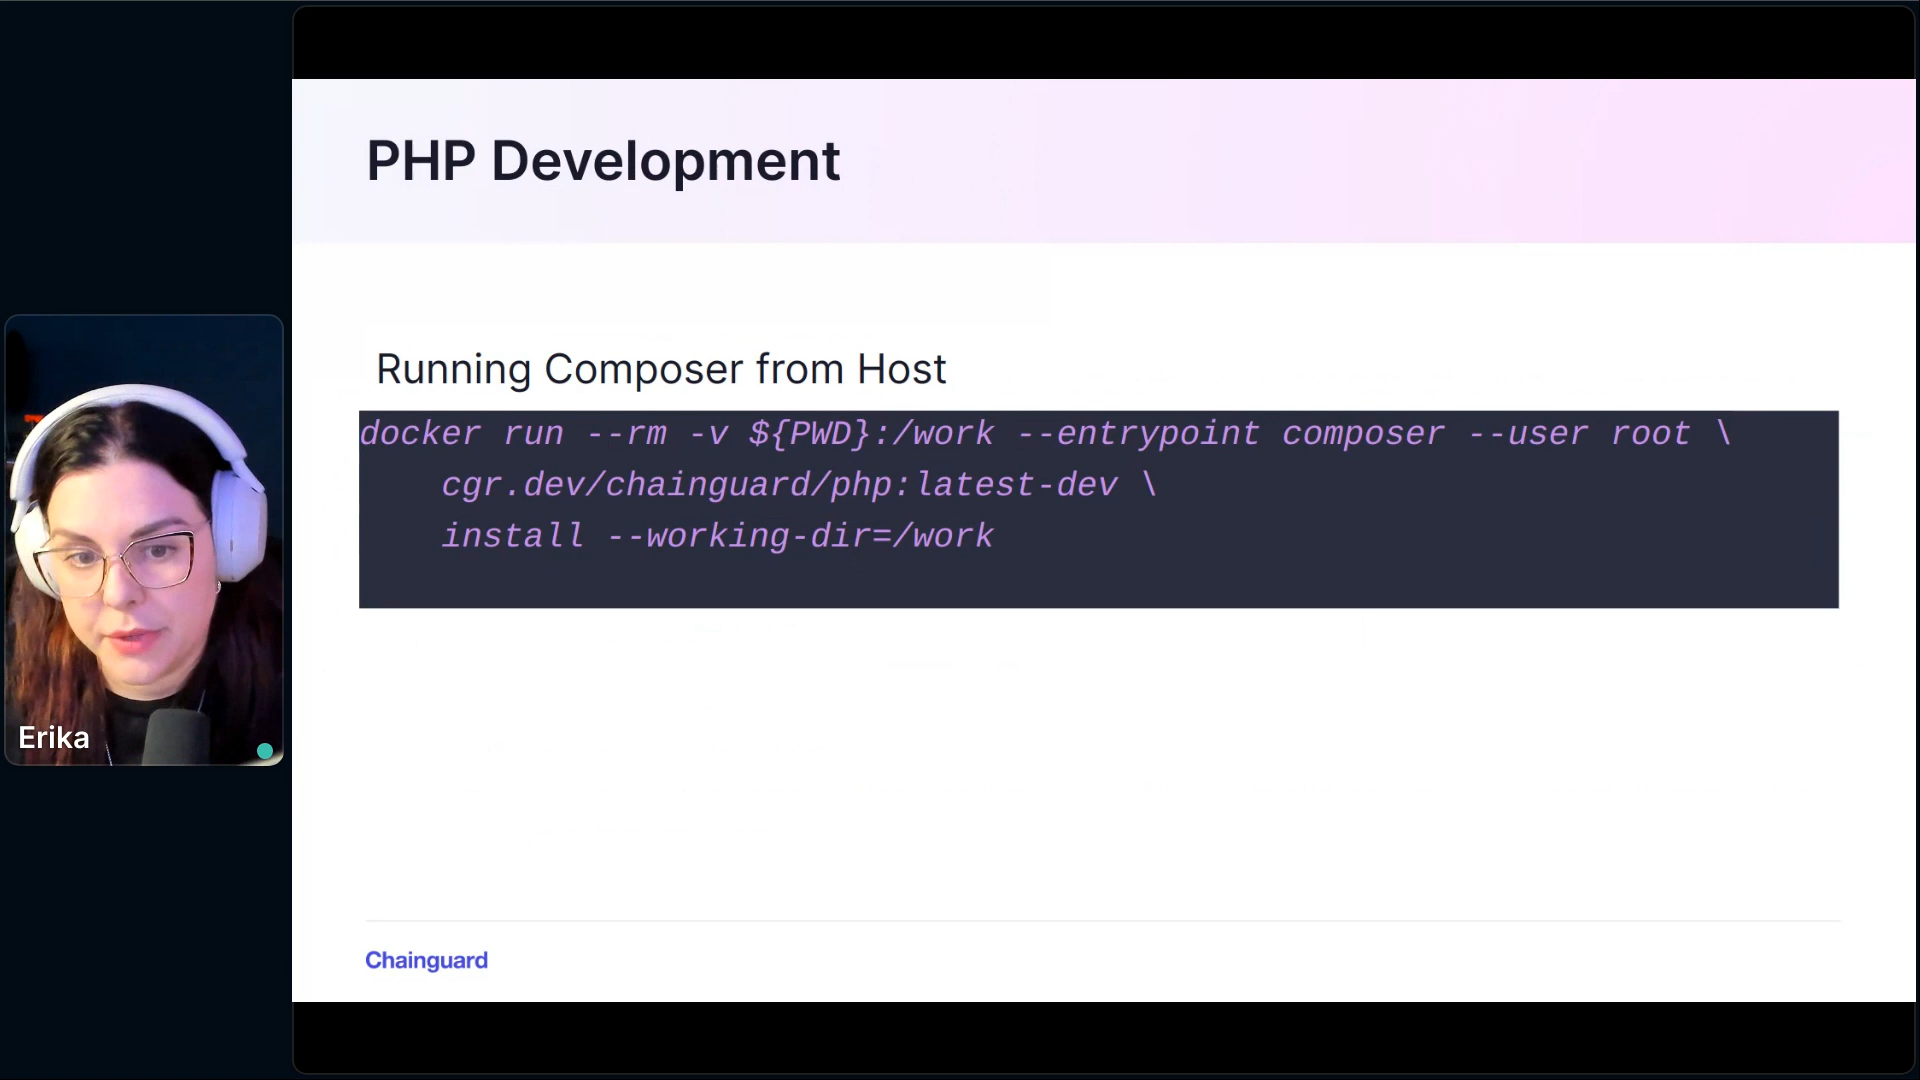 PHP Development
Running Composer from Host
docker run --rm -v ${PWD}:/work --entrypoint composer --user root \
cgr.dev/chainguard/php:latest-dev \
install --working-dir=/work
Erika
Chainguard